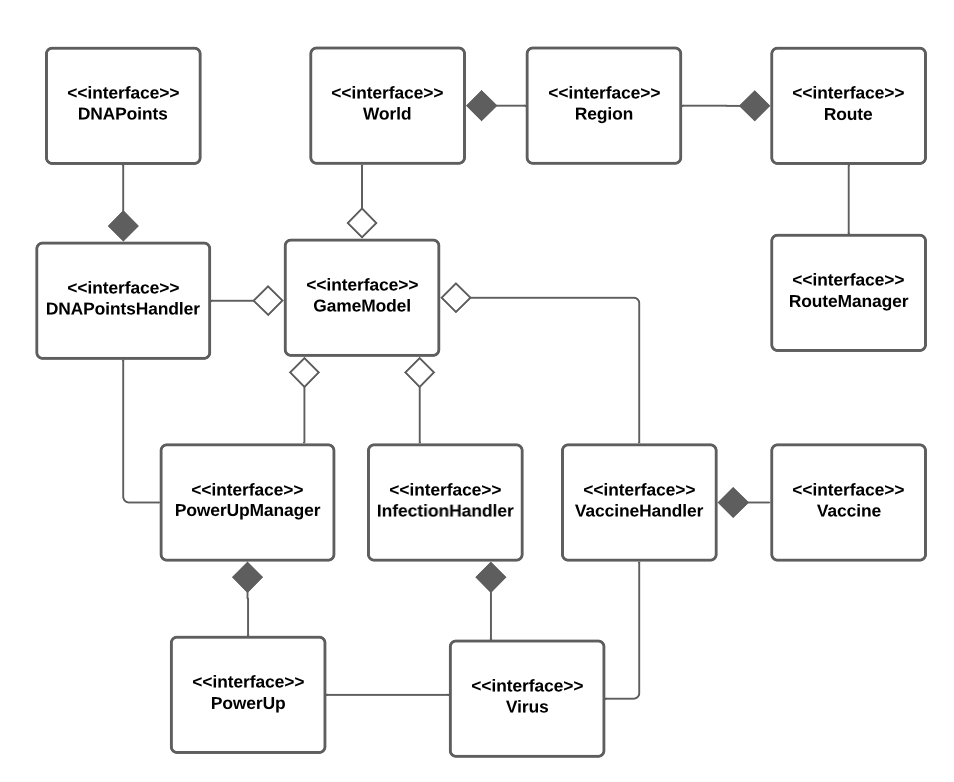 <<interface>>
DNAPoints
<<interface>>
World
<<interface>>
Region
<<interface>>
Route
<<interface>>
DNAPointsHandler
<<interface>>
GameModel
<<interface>>
RouteManager
<<interface>>
PowerUpManager
<<interface>>
InfectionHandler
<<interface>>
VaccineHandler
<<interface>>
Vaccine
<<interface>>
PowerUp
<<interface>>
Virus